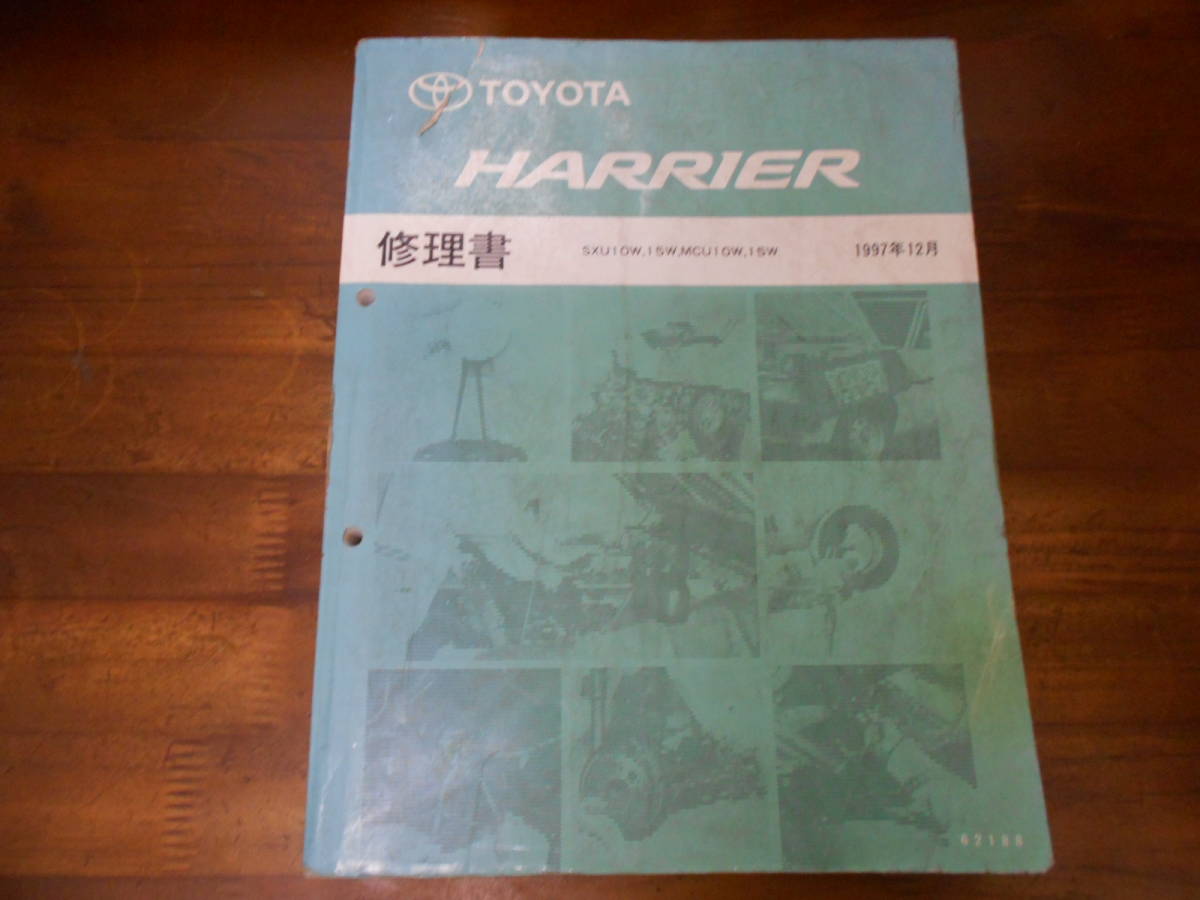 TOYOTA
HARRIER
修理書 SXU10W,15W,MCU10W,15W 1997年12月
62188